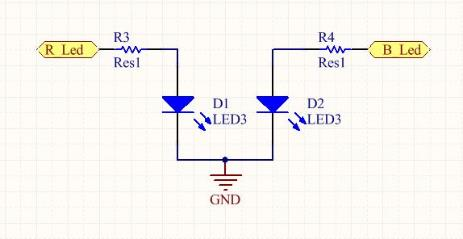 R3
R4
R_Led
B_Led
Res1
Res1
D1
D2
LED3
LED3
GND